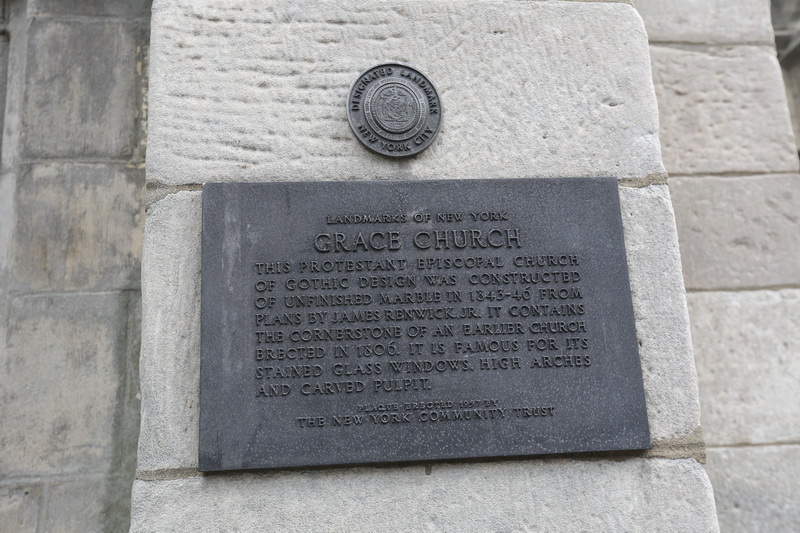 DESIGNATED LANDMARK
NEW YORK CITY
LANDMARKS OF NEW YORK
GRACE CHURCH
THIS PROTESTANT EPISCOPAL CHURCH
OF GOTHIC DESIGN WAS CONSTRUCTED
OF UNFINISHED MARBLE IN 1843-46 FROM
PLANS BY JAMES RENWICK, JR. IT CONTAINS
THE CORNERSTONE OF AN EARLIER CHURCH
ERECTED IN 1806. IT IS FAMOUS FOR ITS
STAINED GLASS WINDOWS, HIGH ARCHES
AND CARVED PULPIT.
PLAQUE ERECTED 1957 BY
THE NEW YORK COMMUNITY TRUST